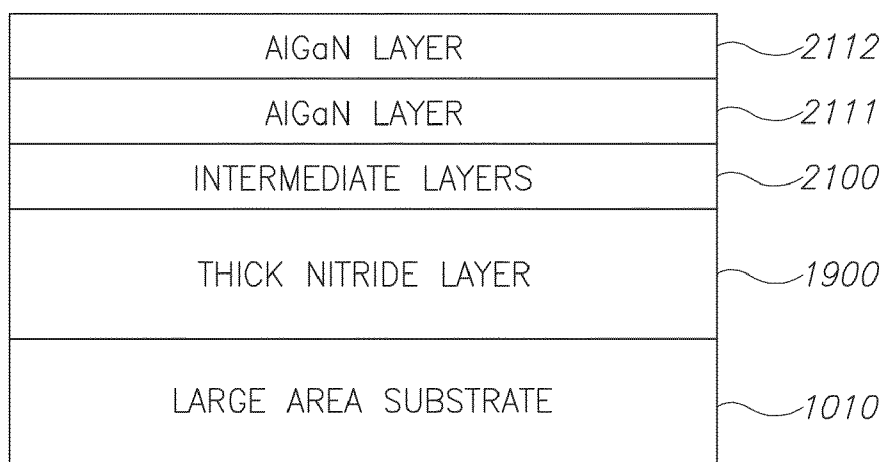 AlGaN LAYER 2112
AlGaN LAYER 2111
INTERMEDIATE LAYERS 2100
THICK NITRIDE LAYER 1900
LARGE AREA SUBSTRATE 1010